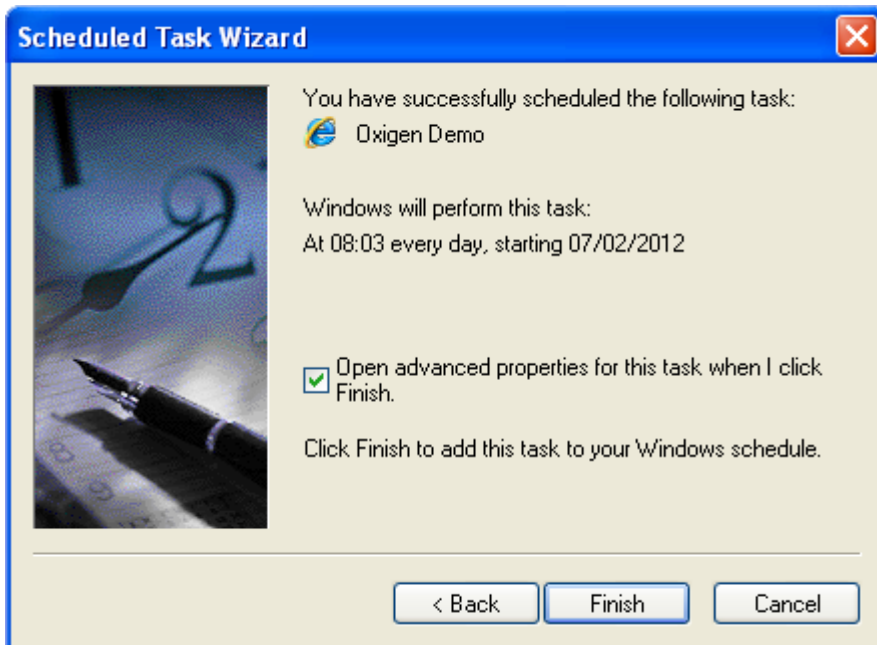 Scheduled Task Wizard
You have successfully scheduled the following task:
Oxigen Demo
Windows will perform this task:
At 08:03 every day, starting 07/02/2012
Open advanced properties for this task when I click
Finish.
Click Finish to add this task to your Windows schedule.
< Back
Finish
Cancel